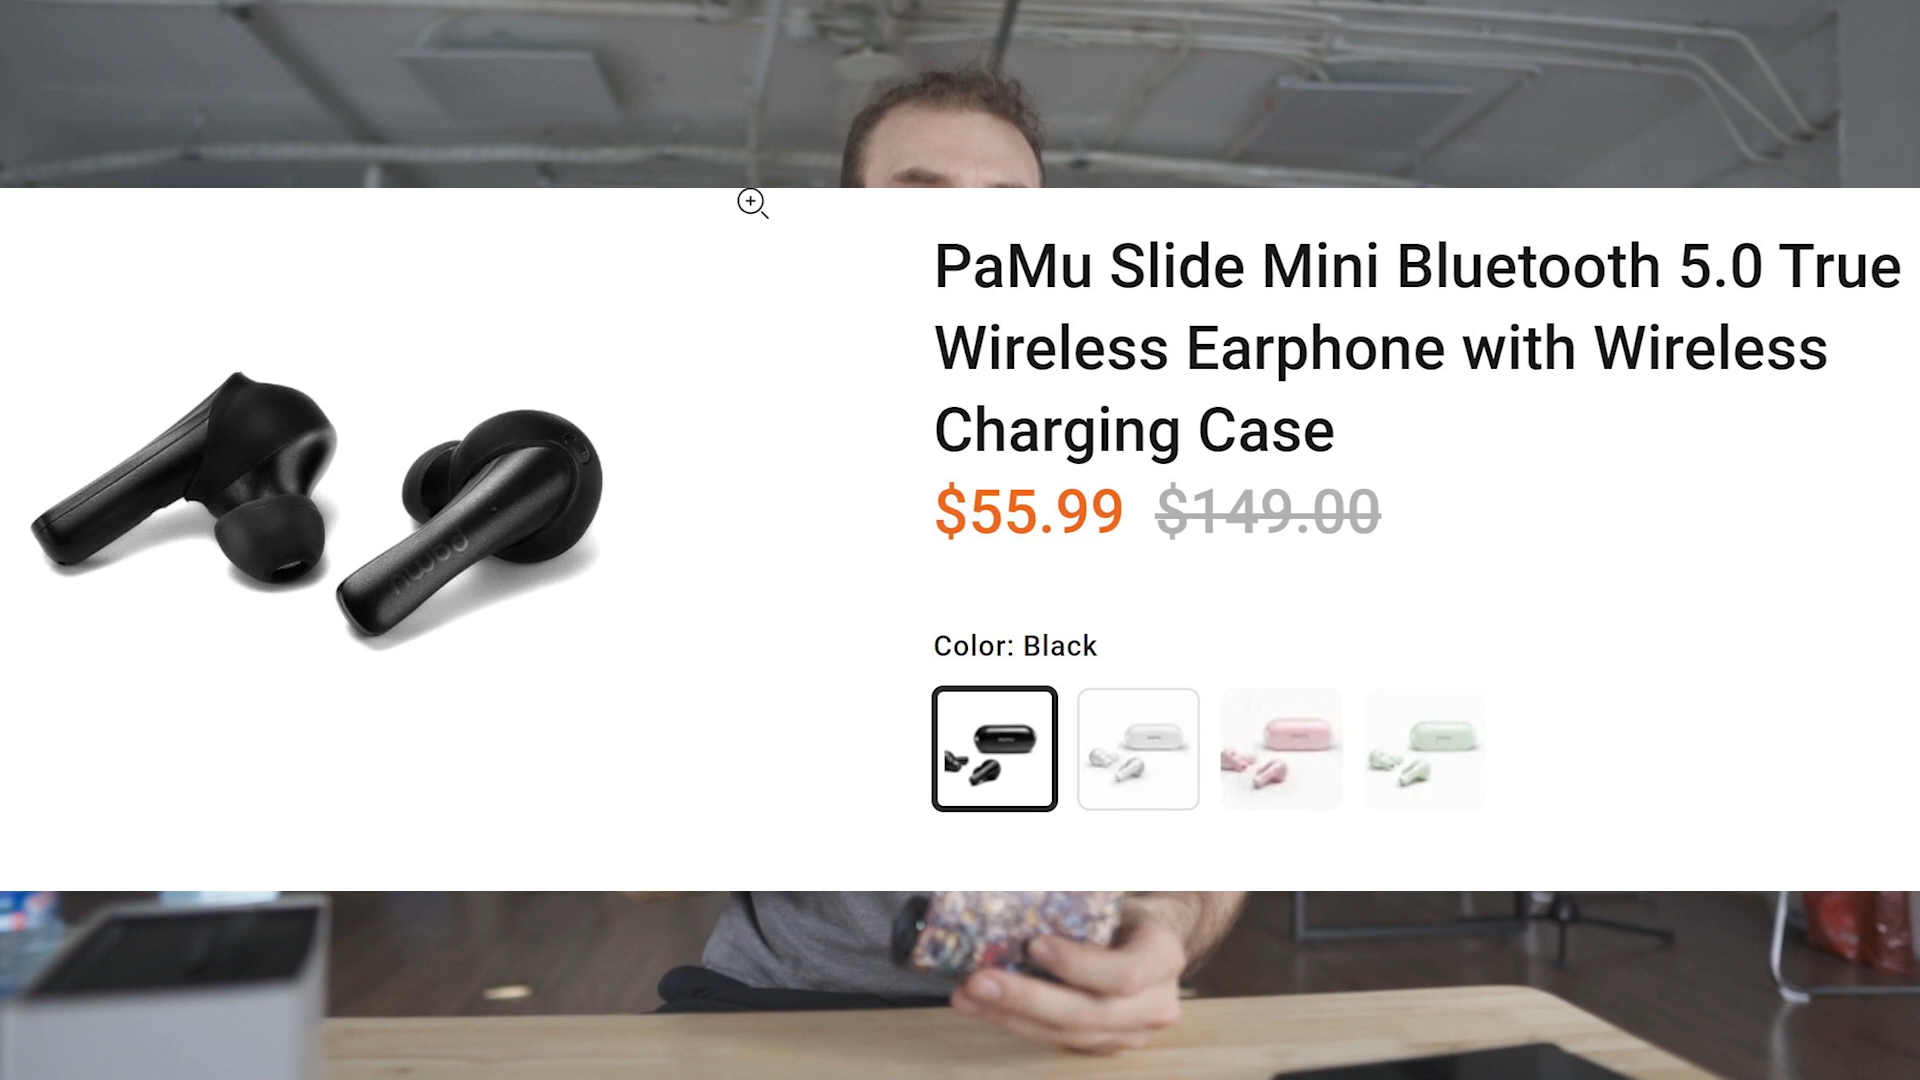 PaMu Slide Mini Bluetooth 5.0 True
Wireless Earphone with Wireless
Charging Case
$55.99 $149.00
Color: Black
pamu